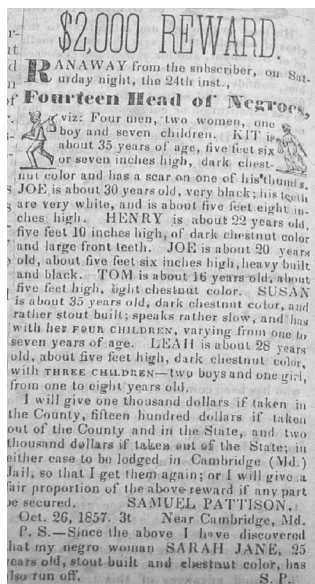 $2,000 REWARD.
RANAWAY from the subscriber, on Sat-
urday night, the 24th inst.,
Fourteen Head of Negroes,
viz: Four men, two women, one
boy and seven children. KIT is
about 35 years of age, five feet six
or seven inches high, dark chest-
nut color and has a scar on one of his thumbs.
JOE is about 30 years old, very black; his teeth
are very white, and is about five feet eight in-
ches high. HENRY is about 22 years old,
five feet 10 inches high, of dark chestnut color
and large front teeth. JOE is about 20 years
old, about five feet six inches high, heavy built
and black. TOM is about 16 years old, about
five feet high, light chestnut color. SUSAN
is about 35 years old, dark chestnut color, and
rather stout built; speaks rather slow, and has
with her FOUR CHILDREN, varying from one to
seven years of age. LEAH is about 28 years
old, about five feet high, dark chestnut color,
with THREE CHILDREN—two boys and one girl,
from one to eight years old.
I will give one thousand dollars if taken in
the County, fifteen hundred dollars if taken
out of the County and in the State, and two
thousand dollars if taken out of the State; in
either case to be lodged in Cambridge (Md.)
Jail, so that I get them again; or I will give a
fair proportion of the above reward if any part
be secured. SAMUEL PATTISON,
Oct. 26, 1857. 3t Near Cambridge, Md.
P. S.—Since the above I have discovered
that my negro woman SARAH JANE, 25
years old, stout built and chestnut color, has
also run off. S. P.